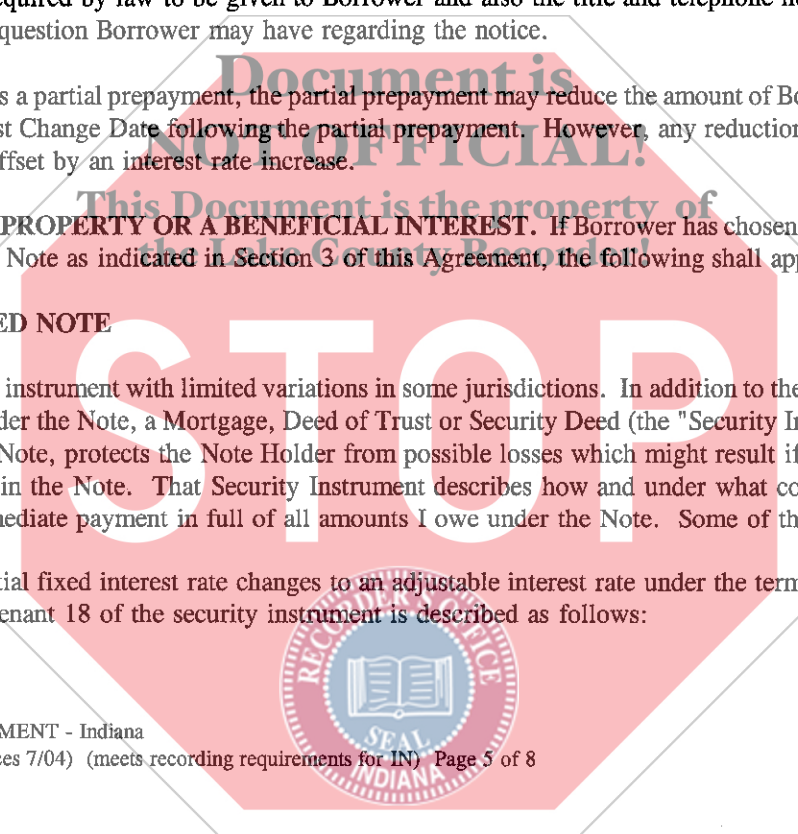 quired by law to be given to Borrower and also the title and telephone
question Borrower may have regarding the notice.
Document is
s a partial prepayment, the partial prepayment may reduce the amount of Bo
st Change Date following the partial prepayment. However, any reduction
NOT OFFICIAL!
ffset by an interest rate increase.
This Document is the property of
PROPERTY OR A BENEFICIAL INTEREST. If Borrower has chosen
the Lake County Recorder!
Note as indicated in Section 3 of this Agreement, the following shall app
ED NOTE
STOP
instrument with limited variations in some jurisdictions. In addition to the
der the Note, a Mortgage, Deed of Trust or Security Deed (the "Security In
Note, protects the Note Holder from possible losses which might result if
in the Note. That Security Instrument describes how and under what co
mediate payment in full of all amounts I owe under the Note. Some of th
tial fixed interest rate changes to an adjustable interest rate under the term
enant 18 of the security instrument is described as follows:
RECORDER'S OFFICE
SEAL
INDIANA
MENT - Indiana
ces 7/04) (meets recording requirements for IN) Page 5 of 8